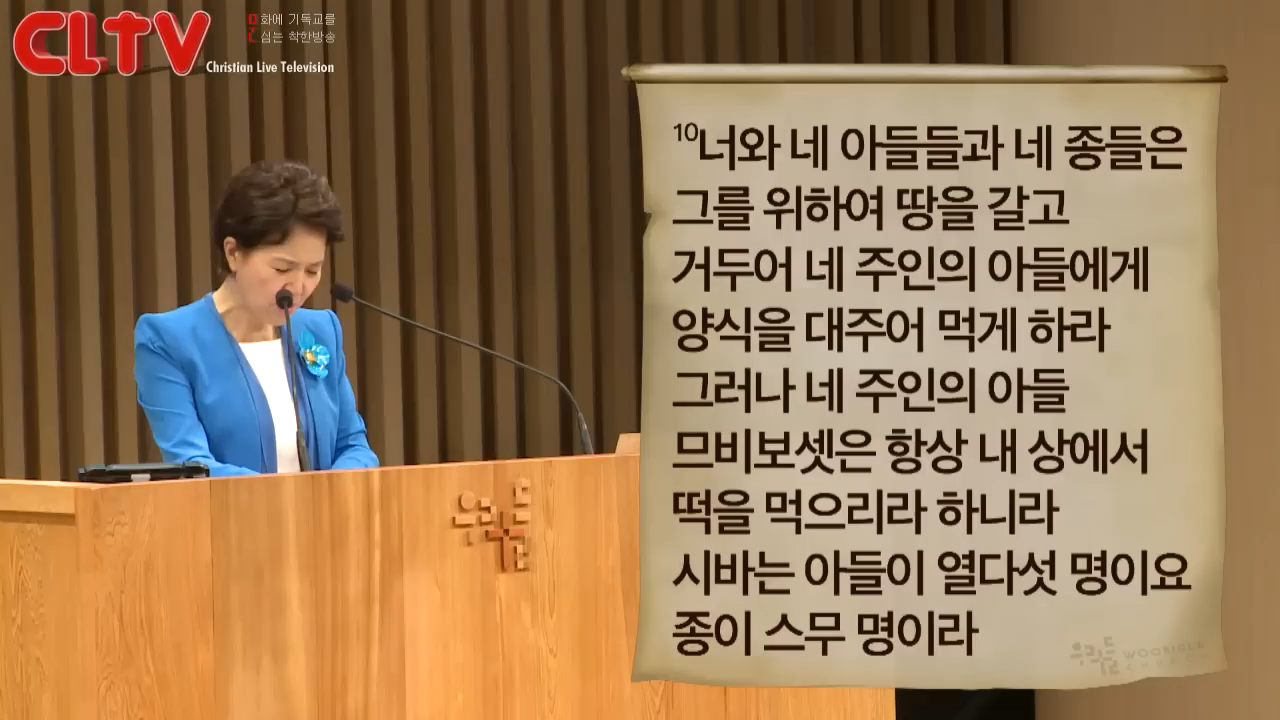 CLTV
화에 기독교를
심는 착한방송
Christian Live Television
10너와 네 아들들과 네 종들은
그를 위하여 땅을 갈고
거두어 네 주인의 아들에게
양식을 대주어 먹게 하라
그러나 네 주인의 아들
므비보셋은 항상 내 상에서
떡을 먹으리라 하니라
시바는 아들이 열다섯 명이요
종이 스무 명이라
우리들